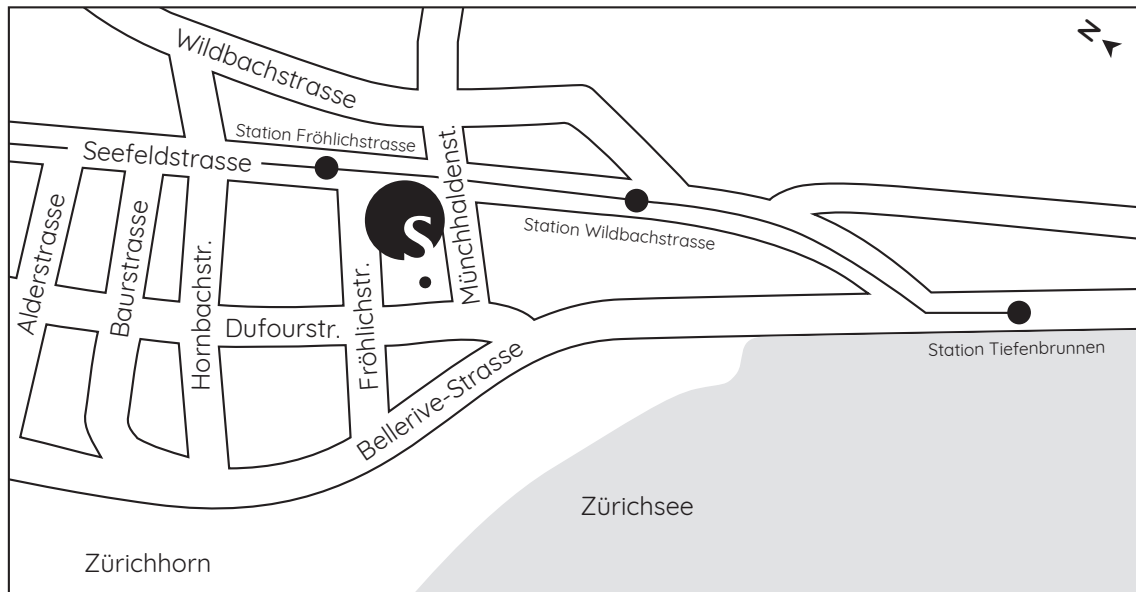 N
Wildbachstrasse
Station Fröhlichstrasse
Seefeldstrasse
Münchhaldenst.
S
Station Wildbachstrasse
Alderstrasse
Baurstrasse
Hornbachstr.
Fröhlichstr.
Dufourstr.
Bellerive-Strasse
Station Tiefenbrunnen
Zürichsee
Zürichhorn